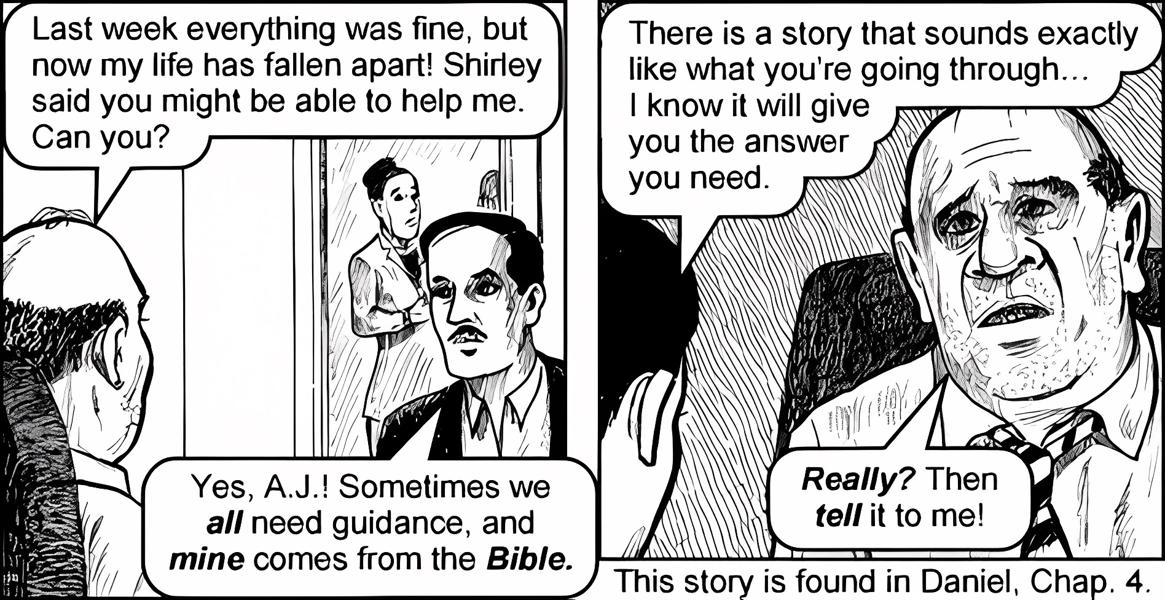 Last week everything was fine, but
now my life has fallen apart! Shirley
said you might be able to help me.
Can you?
Yes, A.J.! Sometimes we
all need guidance, and
mine comes from the Bible.
There is a story that sounds exactly
like what you're going through...
I know it will give
you the answer
you need.
Really? Then
tell it to me!
This story is found in Daniel, Chap. 4.